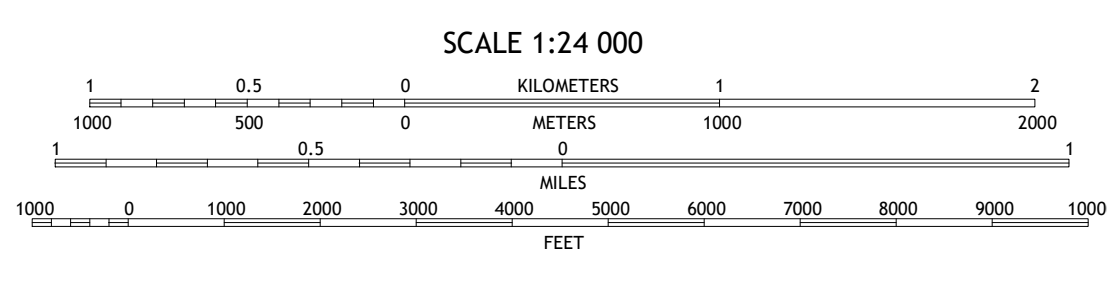 SCALE 1:24 000
1 0.5 0 KILOMETERS 1 2
1000 500 0 METERS 1000 2000
1 0.5 0 1
MILES
1000 0 1000 2000 3000 4000 5000 6000 7000 8000 9000 1000
FEET